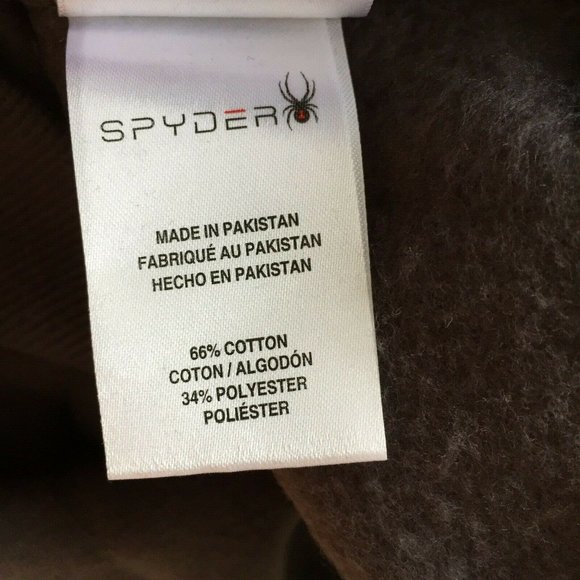 SPYDER
MADE IN PAKISTAN
FABRIQUÉ AU PAKISTAN
HECHO EN PAKISTAN
66% COTTON
COTON / ALGODÓN
34% POLYESTER
POLIÉSTER